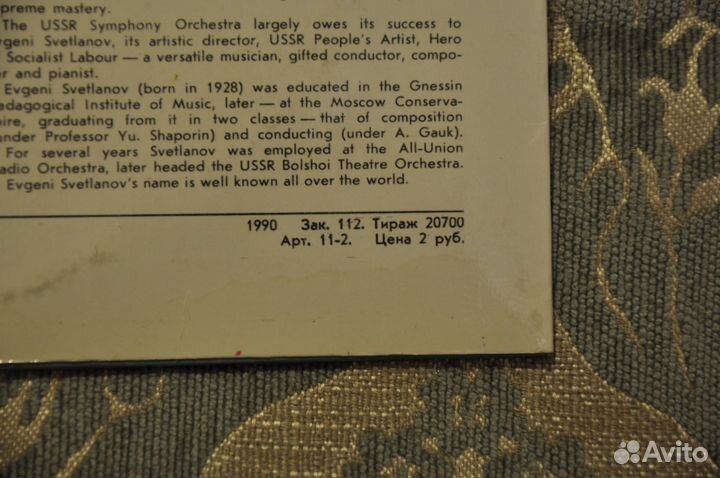 preme mastery.
The USSR Symphony Orchestra largely owes its success to
vgeni Svetlanov, its artistic director, USSR People's Artist, Hero
Socialist Labour — a versatile musician, gifted conductor, compo-
er and pianist.
Evgeni Svetlanov (born in 1928) was educated in the Gnessin
edagogical Institute of Music, later — at the Moscow Conserva-
ire, graduating from it in two classes — that of composition
under Professor Yu. Shaporin) and conducting (under A. Gauk).
For several years Svetlanov was employed at the All-Union
adio Orchestra, later headed the USSR Bolshoi Theatre Orchestra.
Evgeni Svetlanov's name is well known all over the world.
1990 Зак. 112. Тираж 20700
Арт. 11-2. Цена 2 руб.
Avito